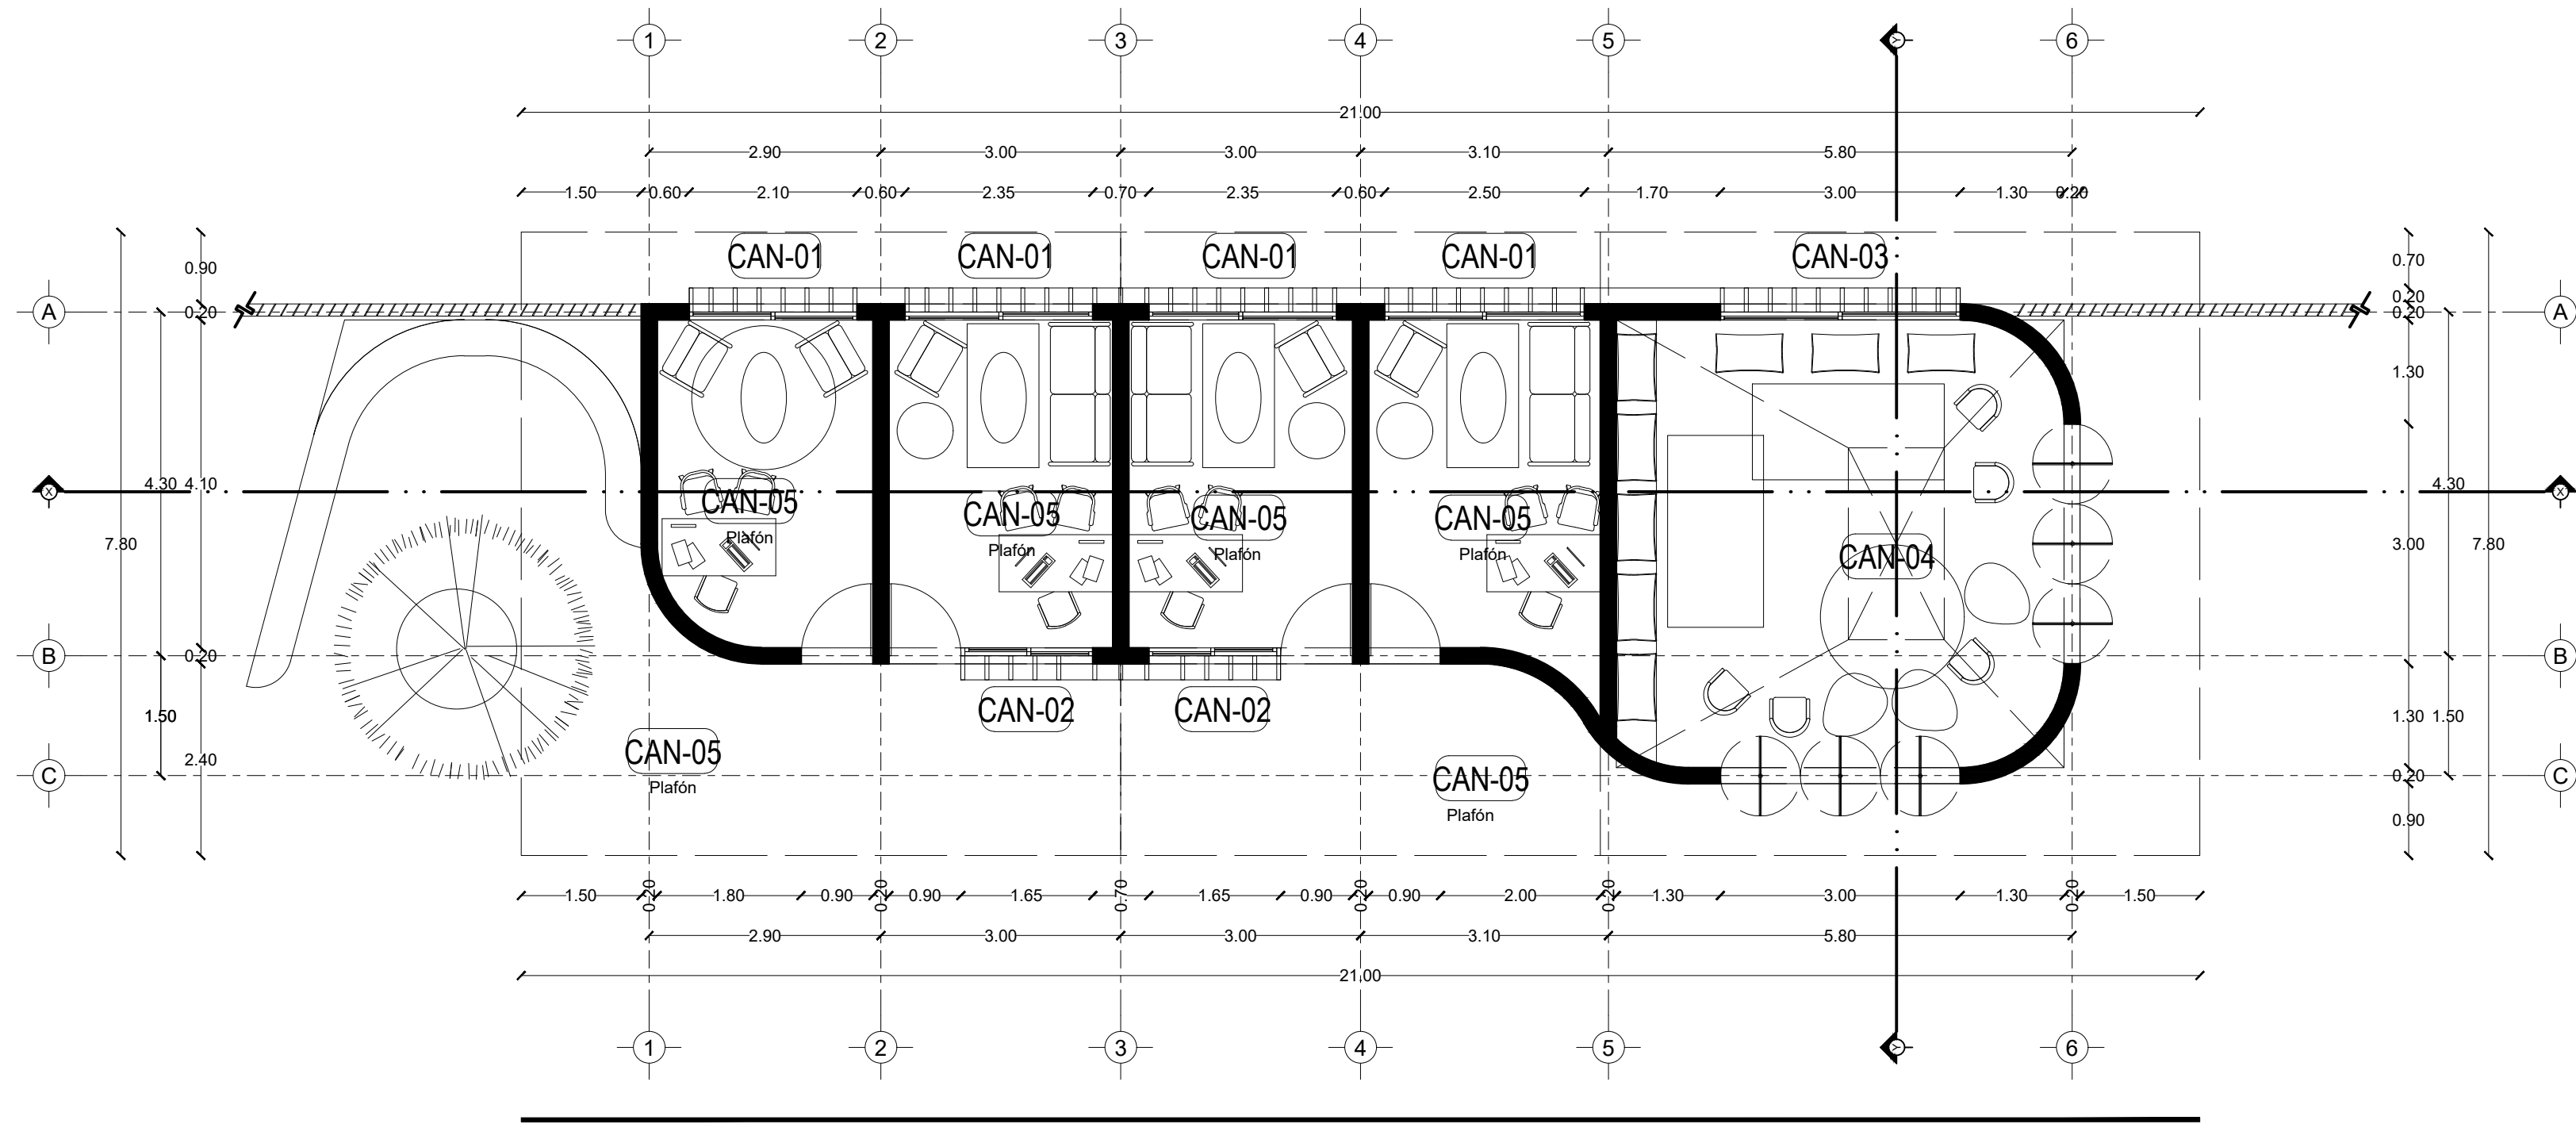 1 2 3 4 5 Y 6
21.00
2.90 3.00 3.00 3.10 5.80
1.50 0.60 2.10 0.60 2.35 0.70 2.35 0.60 2.50 1.70 3.00 1.30 0.20
CAN-01 CAN-01 CAN-01 CAN-01 CAN-03
0.90 0.70
0.20
A 0.20 0.20 A
1.30
X 4.30 4.10 4.30 X
CAN-05 CAN-05 CAN-05 CAN-05
Plafón Plafón Plafón Plafón
7.80 3.00 7.80
CAN-04
B 0.20 B
CAN-02 CAN-02
1.50 1.30 1.50
CAN-05
Plafón
2.40
C 0.20 C
CAN-05
Plafón
0.90
1.50 0.20 1.80 0.90 0.20 0.90 1.65 0.70 1.65 0.90 0.20 0.90 2.00 0.20 1.30 3.00 1.30 0.20 1.50
2.90 3.00 3.00 3.10 5.80
21.00
1 2 3 4 5 Y 6